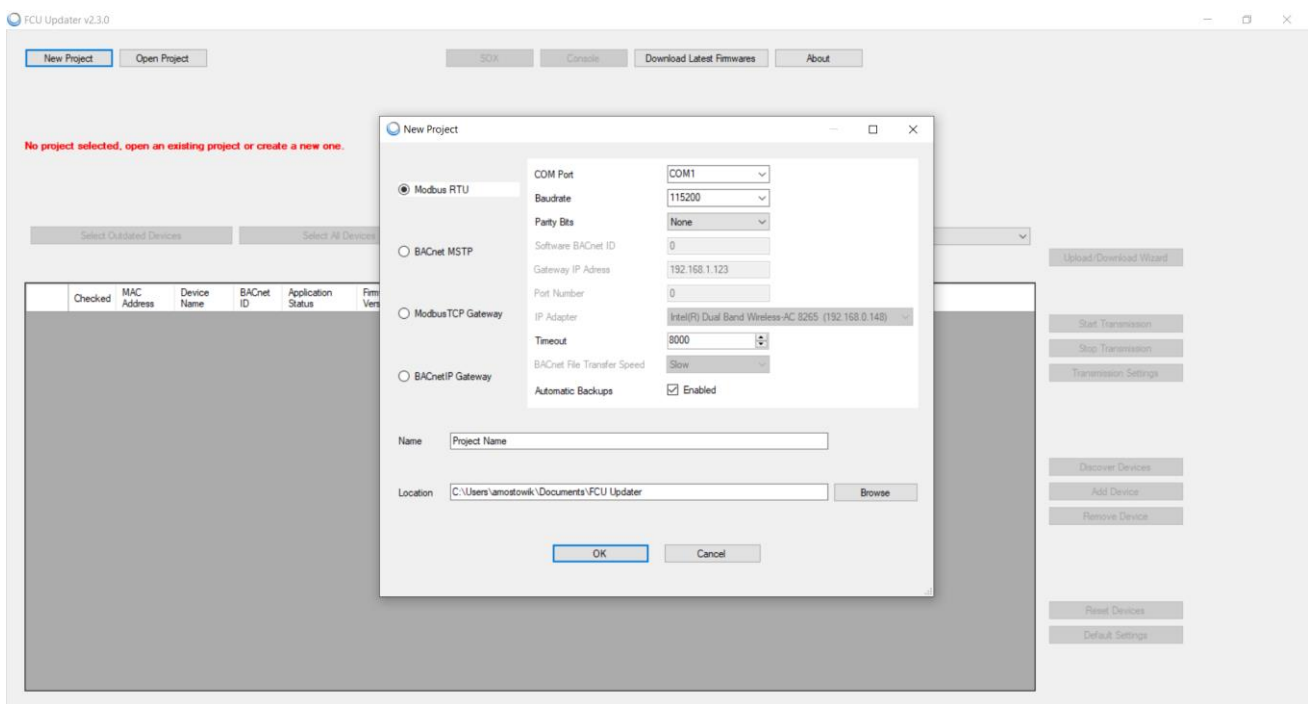 FCU Updater v2.3.0
New Project
Open Project
SOX
Console
Download Latest Firmwares
About
No project selected, open an existing project or create a new one.
Select Outdated Devices
Select All Devices
Upload/Download Wizard
Checked
MAC Address
Device Name
BACnet ID
Application Status
Firm
Vers
Start Transmission
Stop Transmission
Transmission Settings
Discover Devices
Add Device
Remove Device
Reset Devices
Default Settings
New Project
Modbus RTU
BACnet MSTP
ModbusTCP Gateway
BACnetIP Gateway
COM Port COM1
Baudrate 115200
Parity Bits None
Software BACnet ID 0
Gateway IP Adress 192.168.1.123
Port Number 0
IP Adapter Intel(R) Dual Band Wireless-AC 8265 (192.168.0.148)
Timeout 8000
BACnet File Transfer Speed Slow
Automatic Backups Enabled
Name Project Name
Location C:\Users\amostowik\Documents\FCU Updater Browse
OK Cancel